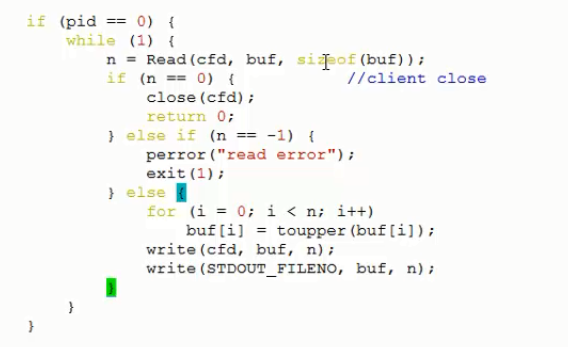 if (pid == 0) {
    while (1) {
        n = Read(cfd, buf, sizeof(buf));
        if (n == 0) {            //client close
            close(cfd);
            return 0;
        } else if (n == -1) {
            perror("read error");
            exit(1);
        } else {
            for (i = 0; i < n; i++)
                buf[i] = toupper(buf[i]);
            write(cfd, buf, n);
            write(STDOUT_FILENO, buf, n);
        }
    }
}